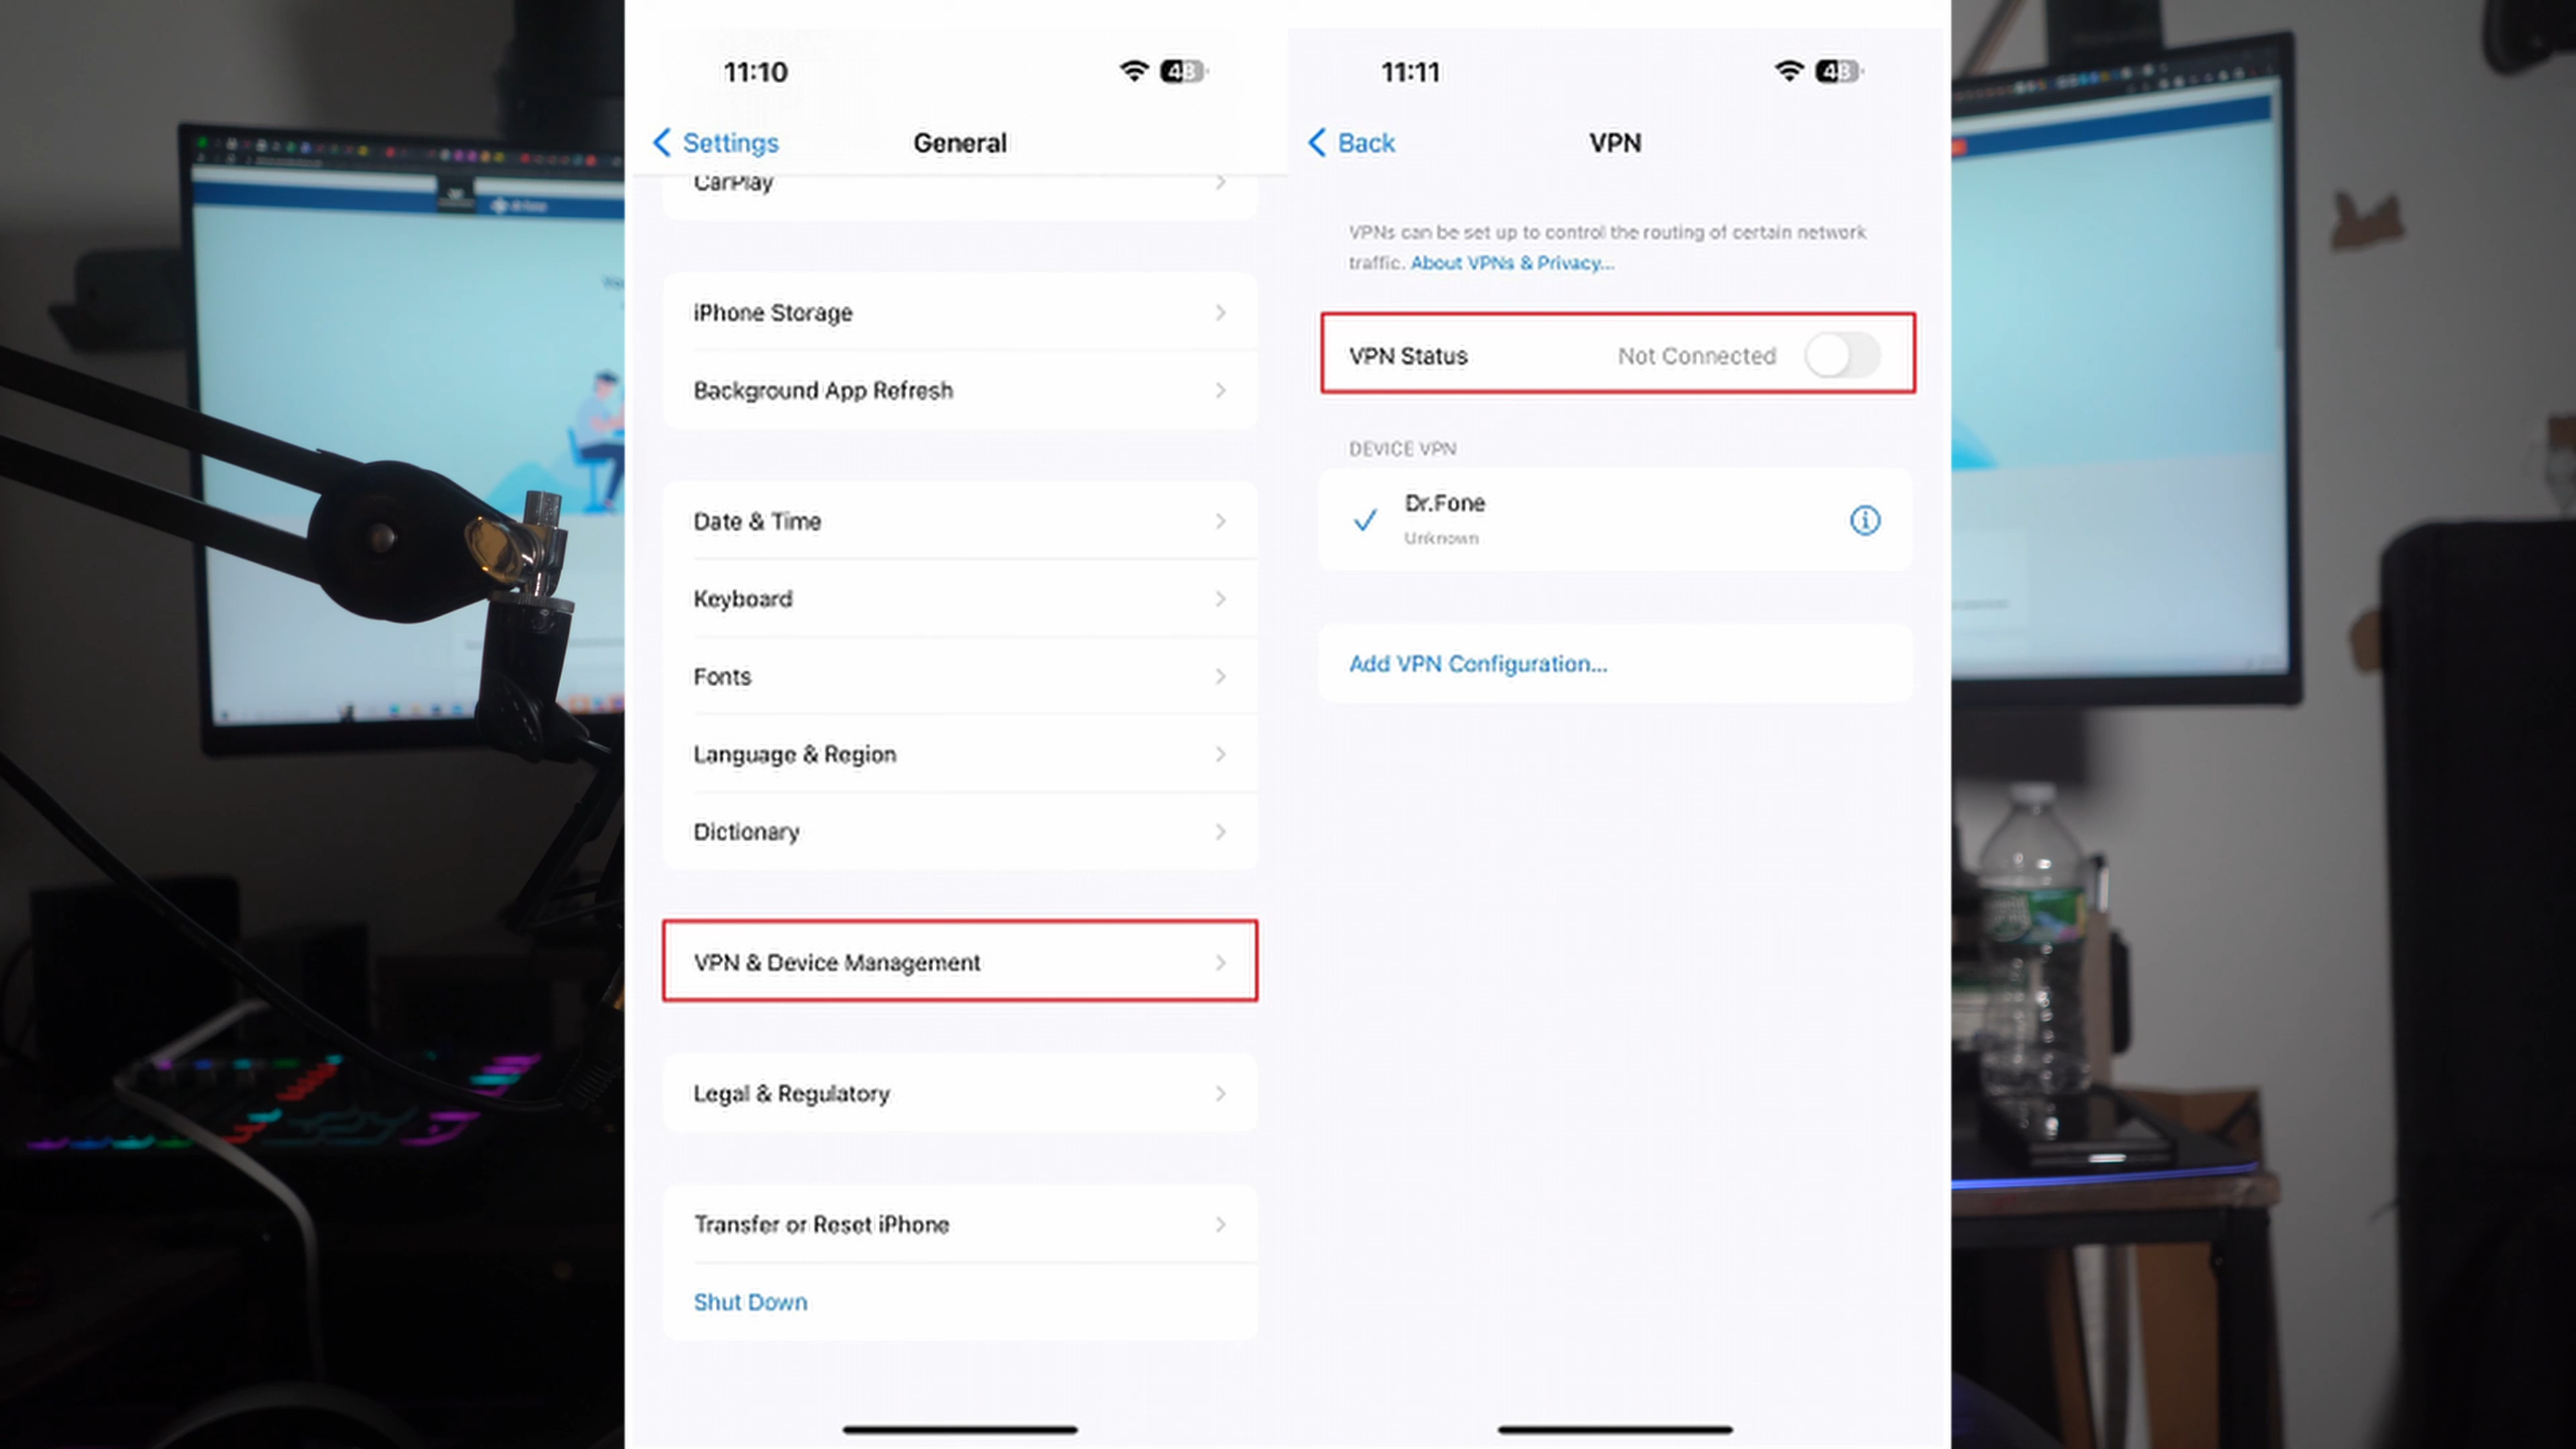 11:10
43
Settings
General
CarPlay
iPhone Storage
Background App Refresh
Date & Time
Keyboard
Fonts
Language & Region
Dictionary
VPN & Device Management
Legal & Regulatory
Transfer or Reset iPhone
Shut Down
11:11
43
Back
VPN
VPNs can be set up to control the routing of certain network
traffic. About VPNs & Privacy...
VPN Status
Not Connected
DEVICE VPN
Dr.Fone
Unknown
Add VPN Configuration...